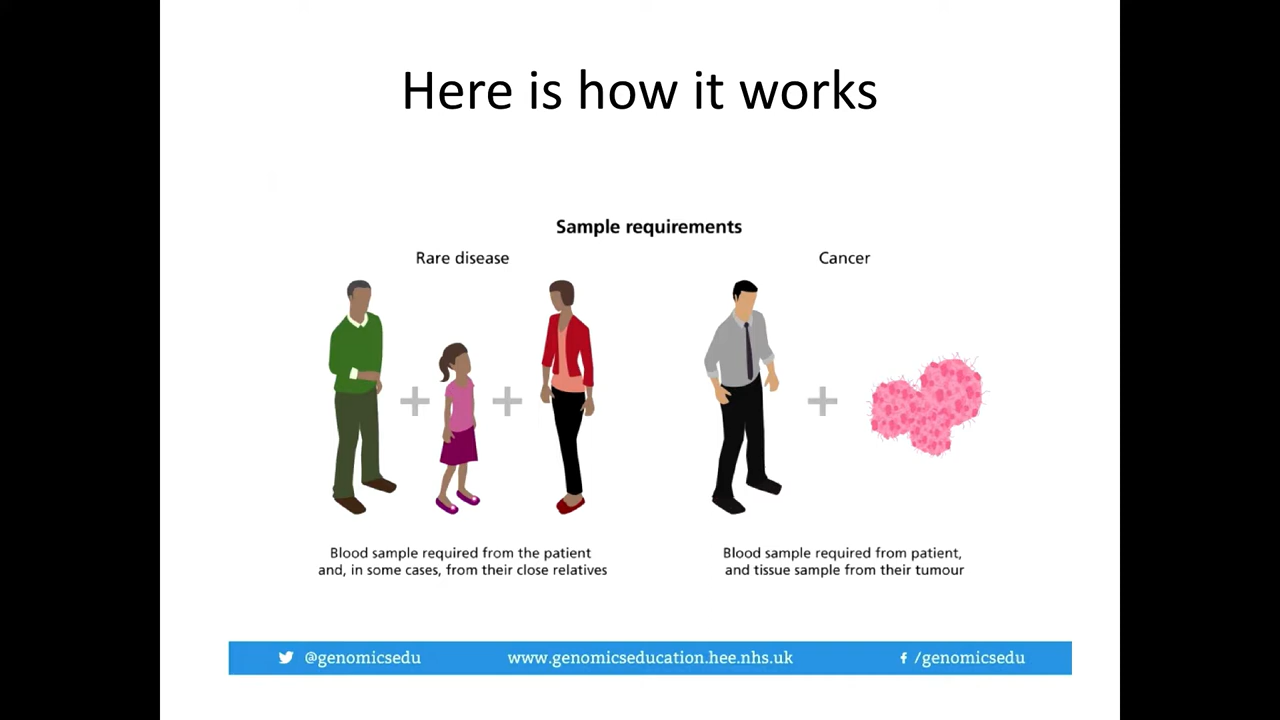 Here is how it works
Sample requirements
Rare disease
Cancer
Blood sample required from the patient
and, in some cases, from their close relatives
Blood sample required from patient,
and tissue sample from their tumour
@genomicsedu
www.genomicseducation.hee.nhs.uk
/genomicsedu